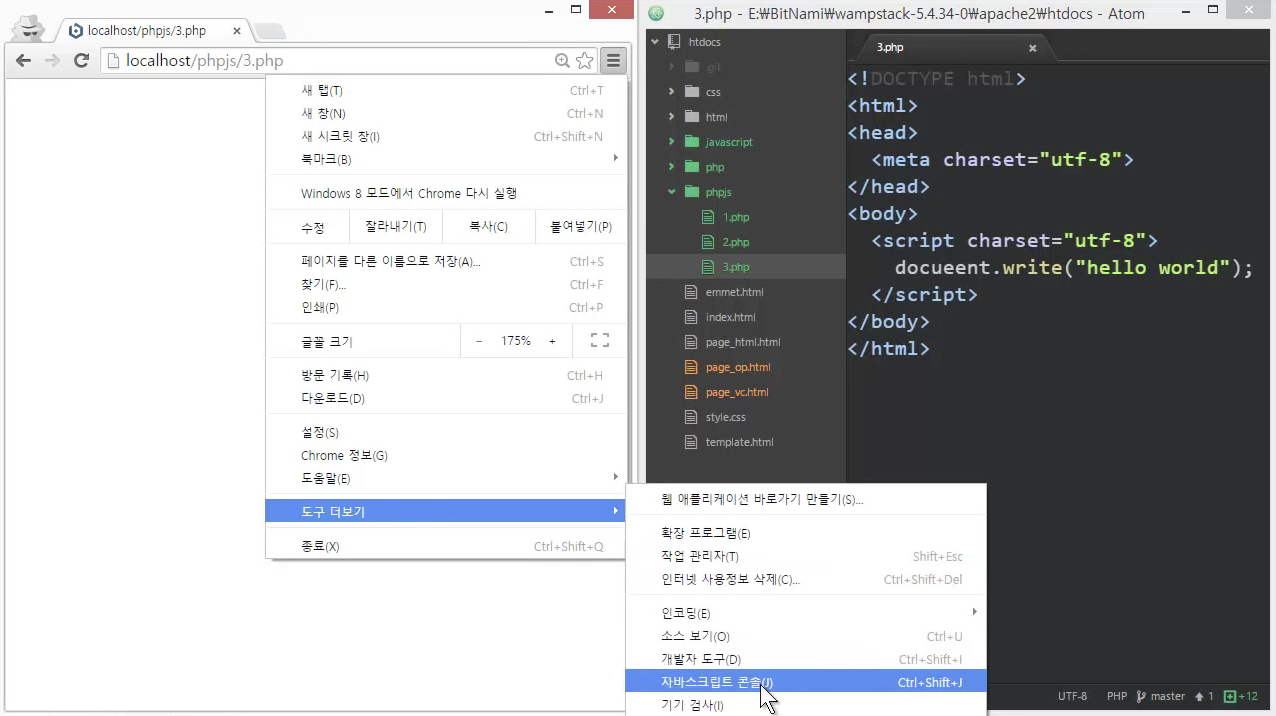 localhost/phpjs/3.php
localhost/phpjs/3.php
새 탭(T) Ctrl+T
새 창(N) Ctrl+N
새 시크릿 창(I) Ctrl+Shift+N
북마크(B)
Windows 8 모드에서 Chrome 다시 실행
수정 잘라내기(T) 복사(C) 붙여넣기(P)
페이지를 다른 이름으로 저장(A)... Ctrl+S
찾기(F)... Ctrl+F
인쇄(P) Ctrl+P
글꼴 크기 − 175% +
방문 기록(H) Ctrl+H
다운로드(D) Ctrl+J
설정(S)
Chrome 정보(G)
도움말(E)
도구 더보기
종료(X) Ctrl+Shift+Q
웹 애플리케이션 바로가기 만들기(S)...
확장 프로그램(E)
작업 관리자(T) Shift+Esc
인터넷 사용정보 삭제(C)... Ctrl+Shift+Del
인코딩(E)
소스 보기(O) Ctrl+U
개발자 도구(D) Ctrl+Shift+I
자바스크립트 콘솔(J) Ctrl+Shift+J
기기 검사(I)
3.php - E:₩BitNami₩wampstack-5.4.34-0₩apache2₩htdocs - Atom
htdocs
.git
css
html
javascript
php
phpjs
1.php
2.php
3.php
emmet.html
index.html
page_html.html
page_op.html
page_vc.html
style.css
template.html
3.php
<!DOCTYPE html>
<html>
<head>
<meta charset="utf-8">
</head>
<body>
<script charset="utf-8">
docueent.write("hello world");
</script>
</body>
</html>
UTF-8 PHP master 1 +12